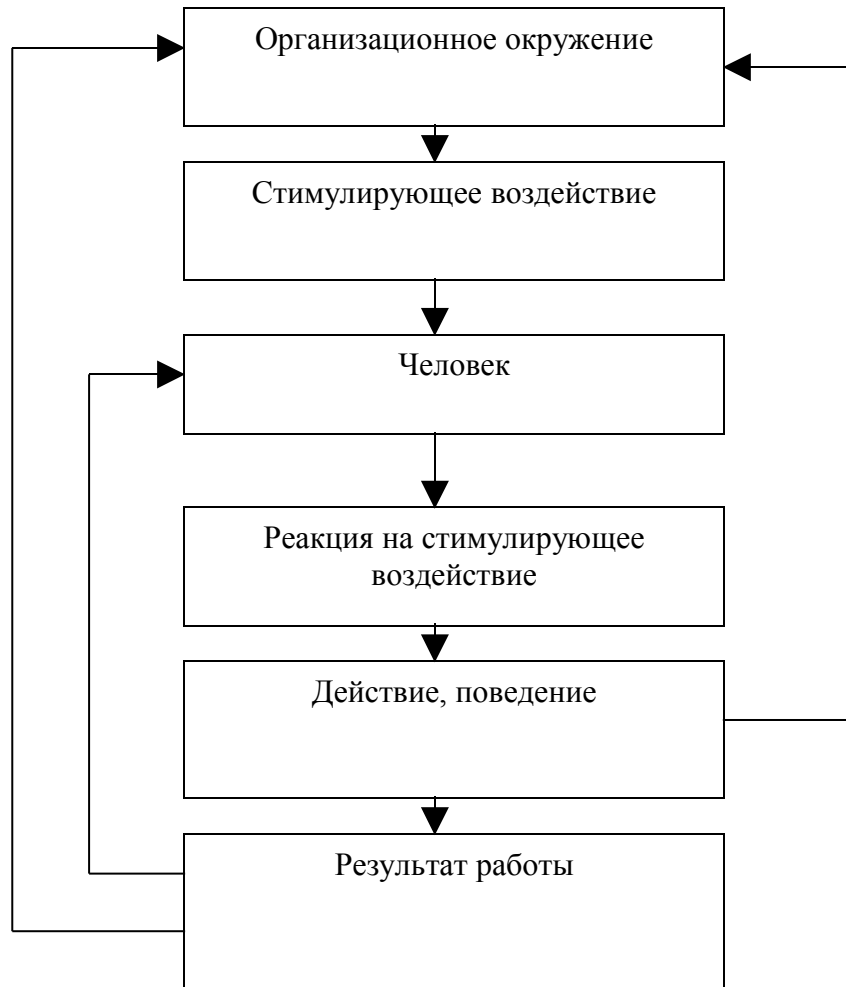 Организационное окружение
Стимулирующее воздействие
Человек
Реакция на стимулирующее
воздействие
Действие, поведение
Результат работы